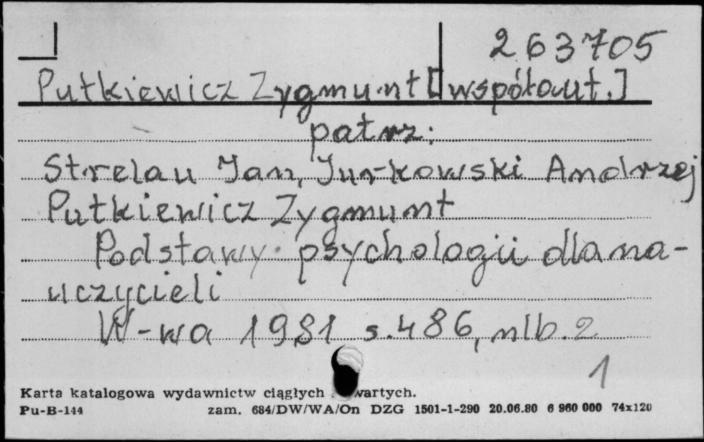 263705
Putkiewicz Zygmunt [współaut.]
patrz:
Strelau Jan, Jurkowski Andrzej
Putkiewicz Zygmunt
Podstawy psychologii dla na-
uczycieli
W-wa 1981 s. 486, nlb. 2
1
Karta katalogowa wydawnictw ciągłych
Pu-B-144 zam. 684/DW/WA/On DZG 1501-1-290 20.06.80 6 960 000 74x120